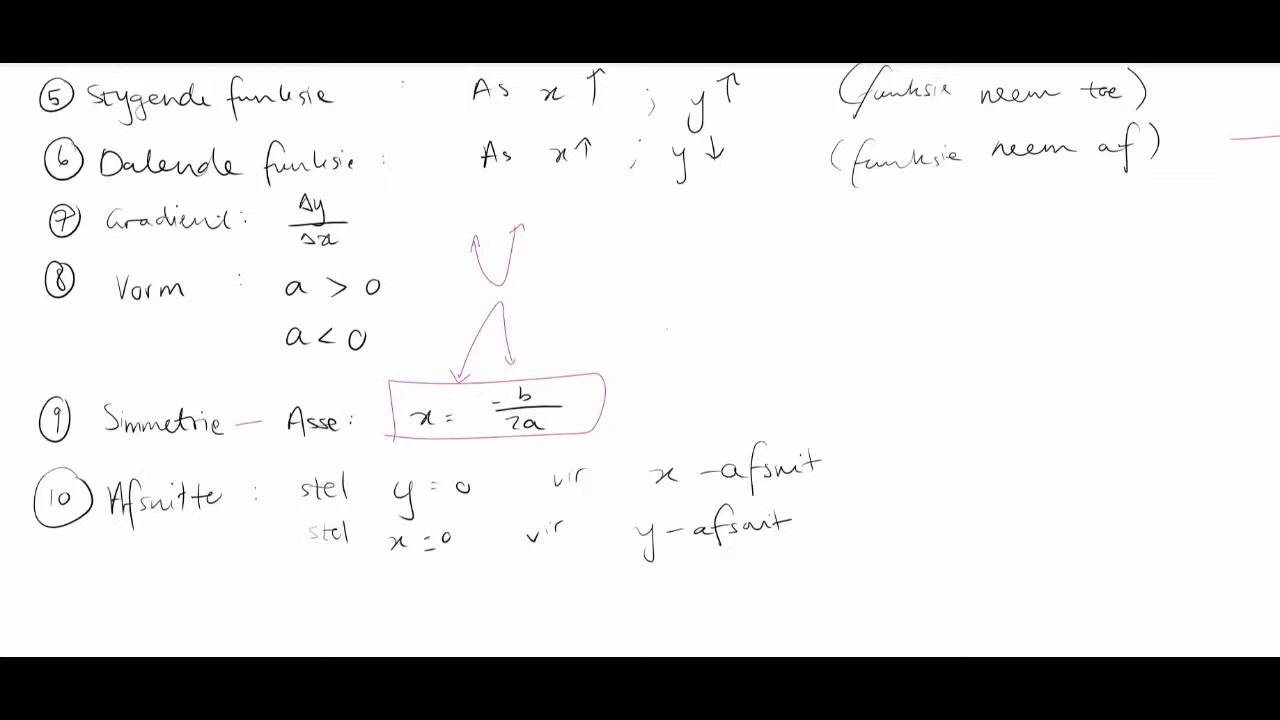 ⑤ Stygende funksie : As x ↑ ; y ↑ (funksie neem toe)
⑥ Dalende funksie : As x ↑ ; y ↓ (funksie neem af)
⑦ Gradient : Δy/Δx
⑧ Vorm : a > 0
a < 0
⑨ Simmetrie - Asse : x = -b/2a
⑩ Afsnitte : stel y = 0 vir x - afsnit
stel x = 0 vir y - afsnit